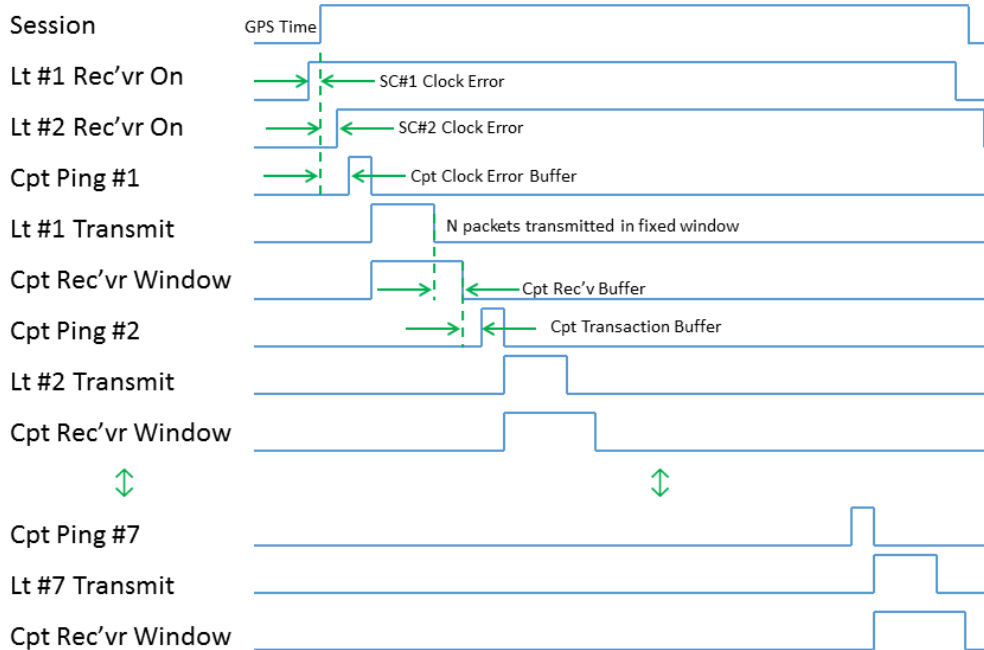 Session
GPS Time
Lt #1 Rec'vr On
SC#1 Clock Error
Lt #2 Rec'vr On
SC#2 Clock Error
Cpt Ping #1
Cpt Clock Error Buffer
Lt #1 Transmit
N packets transmitted in fixed window
Cpt Rec'vr Window
Cpt Rec'v Buffer
Cpt Ping #2
Cpt Transaction Buffer
Lt #2 Transmit
Cpt Rec'vr Window
Cpt Ping #7
Lt #7 Transmit
Cpt Rec'vr Window